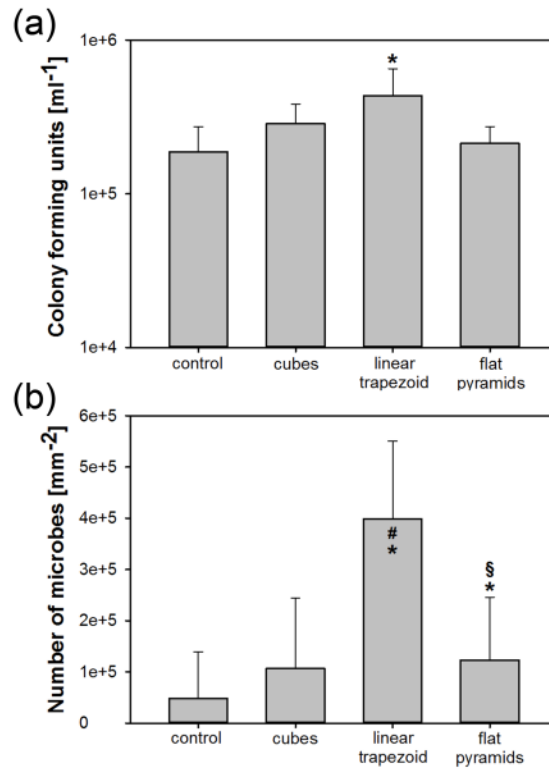 (a)
Colony forming units [ml-1]
1e+6
1e+5
1e+4
*
control
cubes
linear
trapezoid
flat
pyramids
(b)
Number of microbes [mm-2]
6e+5
5e+5
4e+5
3e+5
2e+5
1e+5
0
#
*
§
*
control
cubes
linear
trapezoid
flat
pyramids